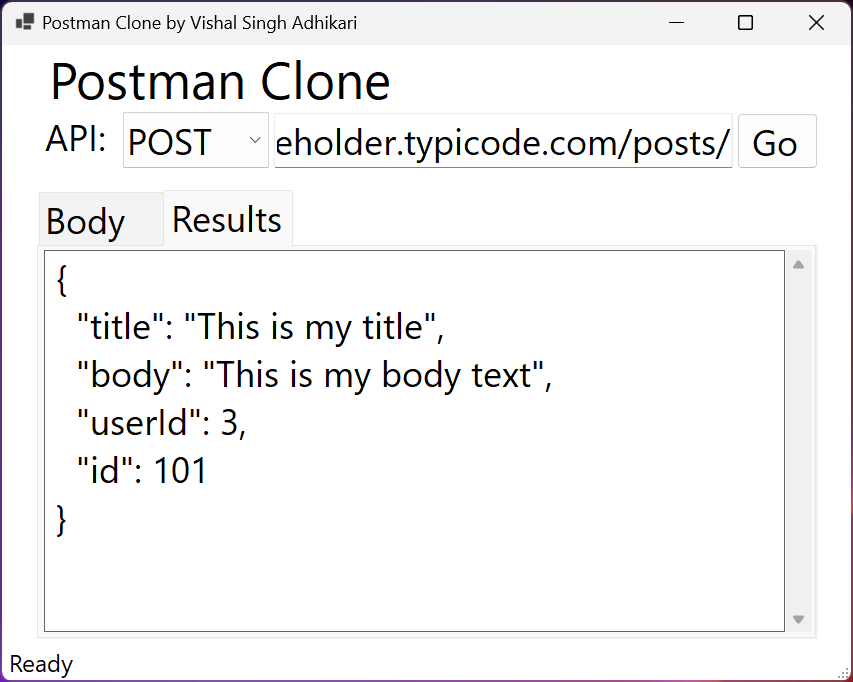 Postman Clone by Vishal Singh Adhikari
Postman Clone
API: POST eholder.typicode.com/posts/ Go
Body Results
{
"title": "This is my title",
"body": "This is my body text",
"userId": 3,
"id": 101
}
Ready